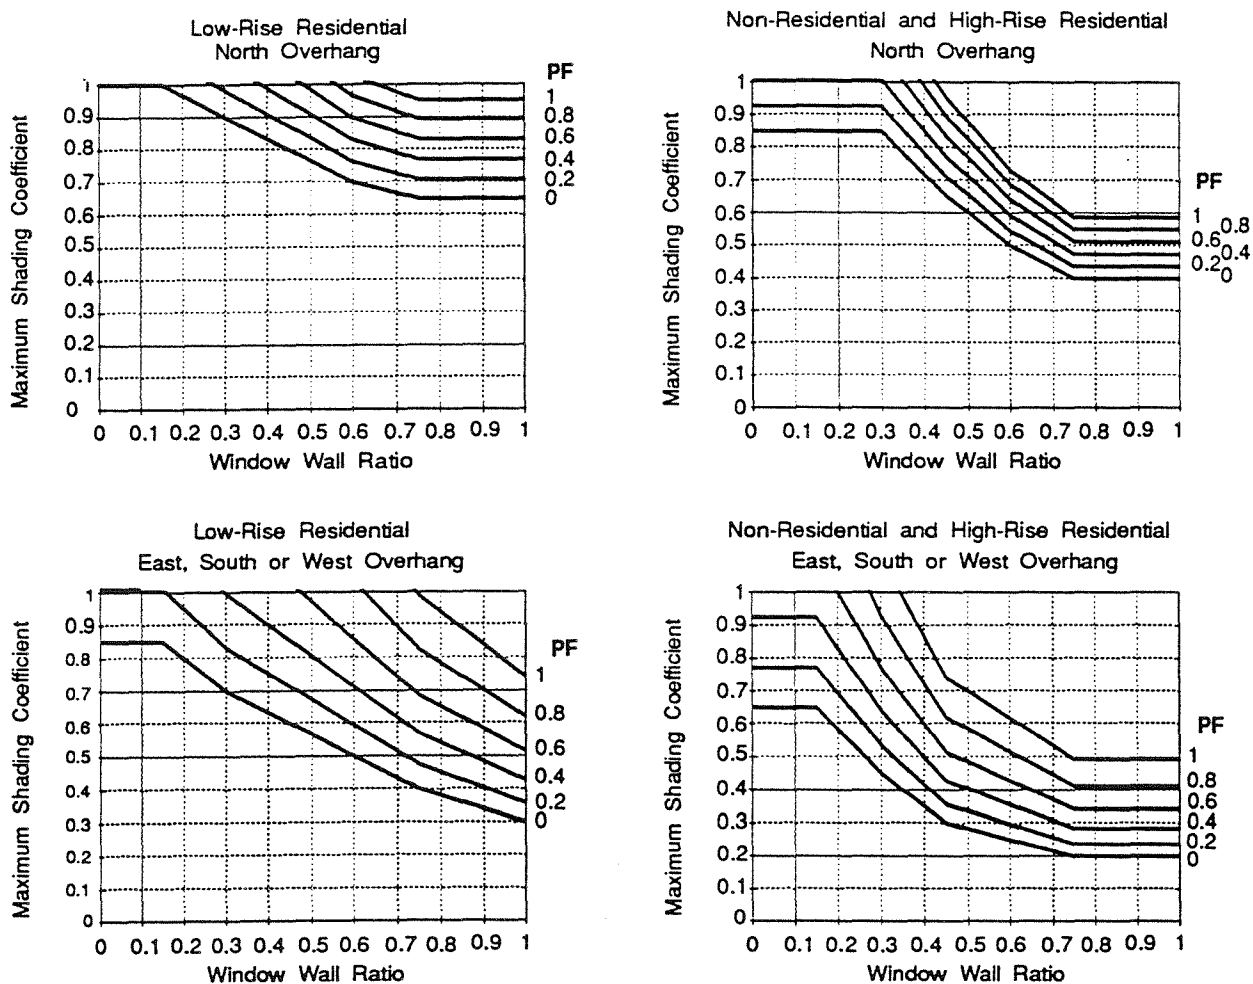 Low-Rise Residential
North Overhang
PF
1
0.9
0.8
0.7
0.6
0.5
0.4
0.3
0.2
0.1
0
1
0.8
0.6
0.4
0.2
0
0 0.1 0.2 0.3 0.4 0.5 0.6 0.7 0.8 0.9 1
Window Wall Ratio
Maximum Shading Coefficient
Non-Residential and High-Rise Residential
North Overhang
PF
1
0.9
0.8
0.7
0.6
0.5
0.4
0.3
0.2
0.1
0
1 0.8
0.6 0.4
0.2 0
0 0.1 0.2 0.3 0.4 0.5 0.6 0.7 0.8 0.9 1
Window Wall Ratio
Maximum Shading Coefficient
Low-Rise Residential
East, South or West Overhang
PF
1
0.9
0.8
0.7
0.6
0.5
0.4
0.3
0.2
0.1
0
1
0.8
0.6
0.4
0.2
0
0 0.1 0.2 0.3 0.4 0.5 0.6 0.7 0.8 0.9 1
Window Wall Ratio
Maximum Shading Coefficient
Non-Residential and High-Rise Residential
East, South or West Overhang
PF
1
0.9
0.8
0.7
0.6
0.5
0.4
0.3
0.2
0.1
0
1
0.8
0.6
0.4
0.2
0
0 0.1 0.2 0.3 0.4 0.5 0.6 0.7 0.8 0.9 1
Window Wall Ratio
Maximum Shading Coefficient